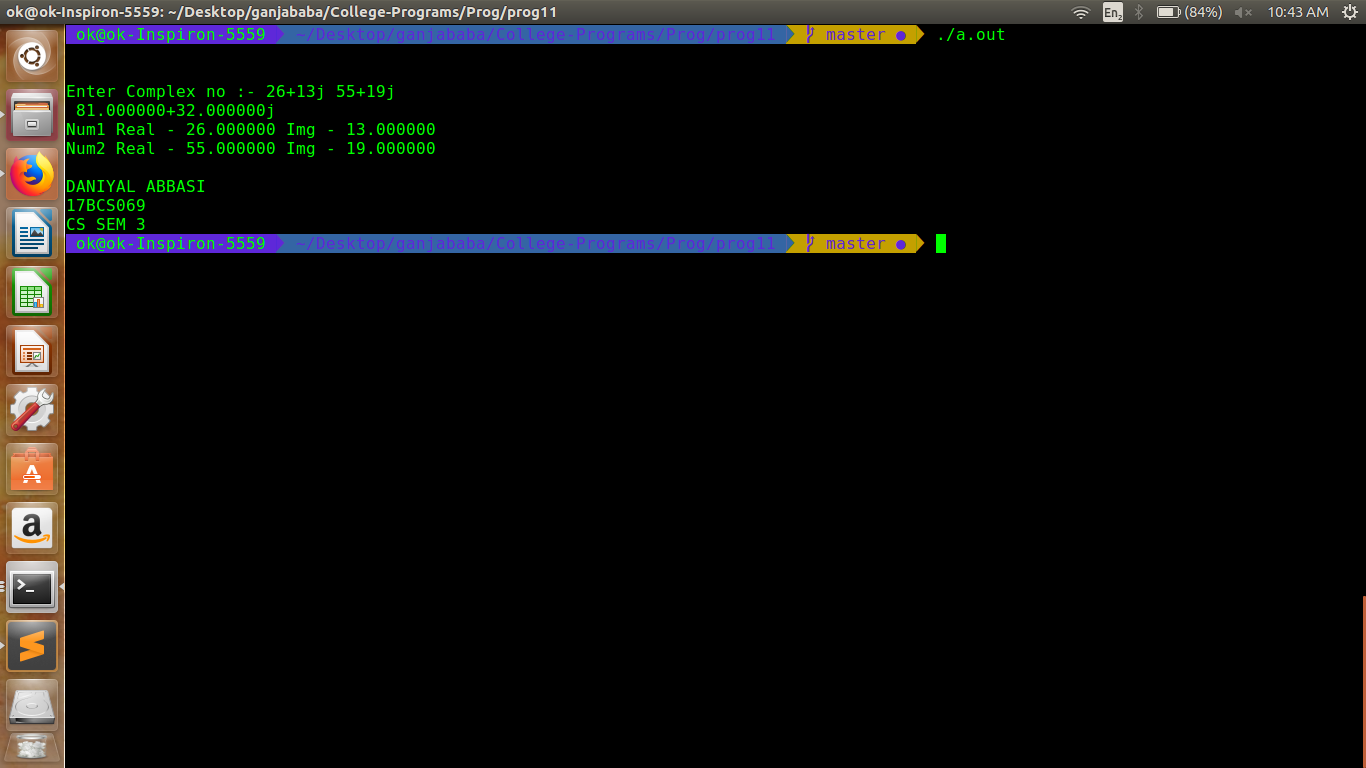 ok@ok-Inspiron-5559: ~/Desktop/ganjababa/College-Programs/Prog/prog11 En2 (84%) 10:43 AM
ok@ok-Inspiron-5559 ~/Desktop/ganjababa/College-Programs/Prog/prog11 master ● ./a.out
Enter Complex no :- 26+13j 55+19j
81.000000+32.000000j
Num1 Real - 26.000000 Img - 13.000000
Num2 Real - 55.000000 Img - 19.000000
DANIYAL ABBASI
17BCS069
CS SEM 3
ok@ok-Inspiron-5559 ~/Desktop/ganjababa/College-Programs/Prog/prog11 master ●